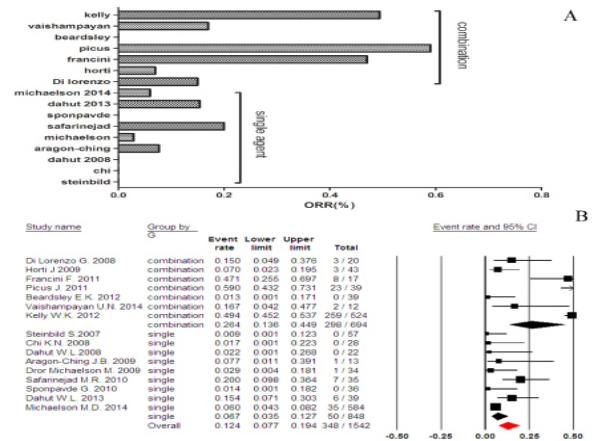 A
kelly
vaishampayan
beardsley
picus
francini
horti
Di lorenzo
michaelson 2014
dahut 2013
sponpavde
safarinejad
michaelson
aragon-ching
dahut 2008
chi
steinbild
combination
single agent
0.0 0.2 0.4 0.6 0.8
ORR(%)
B
Study name Group by G Event rate and 95% CI
Event rate Lower limit Upper limit Total
Di Lorenzo G. 2008 combination 0.150 0.049 0.376 3 / 20
Horti J 2009 combination 0.070 0.023 0.195 3 / 43
Francini F. 2011 combination 0.471 0.255 0.697 8 / 17
Picus J. 2011 combination 0.590 0.432 0.731 23 / 39
Beardsley E.K. 2012 combination 0.013 0.001 0.171 0 / 39
Vaishampayan U.N. 2014 combination 0.167 0.042 0.477 2 / 12
Kelly W.K. 2012 combination 0.494 0.452 0.537 259 / 524
combination 0.264 0.136 0.449 298 / 694
Steinbild S.2007 single 0.009 0.001 0.123 0 / 57
Chi K.N. 2008 single 0.017 0.001 0.223 0 / 28
Dahut W.L.2008 single 0.022 0.001 0.268 0 / 22
Aragon-Ching J.B. 2009 single 0.077 0.011 0.391 1 / 13
Dror Michaelson M. 2009 single 0.029 0.004 0.181 1 / 34
Safarinejad M.R. 2010 single 0.200 0.098 0.364 7 / 35
Sponpavde G. 2010 single 0.014 0.001 0.182 0 / 36
Dahut W.L. 2013 single 0.154 0.071 0.303 6 / 39
Michaelson M.D. 2014 single 0.060 0.043 0.082 35 / 584
single 0.067 0.035 0.127 50 / 848
Overall 0.124 0.077 0.194 348 / 1542
-0.50 -0.25 0.00 0.25 0.50